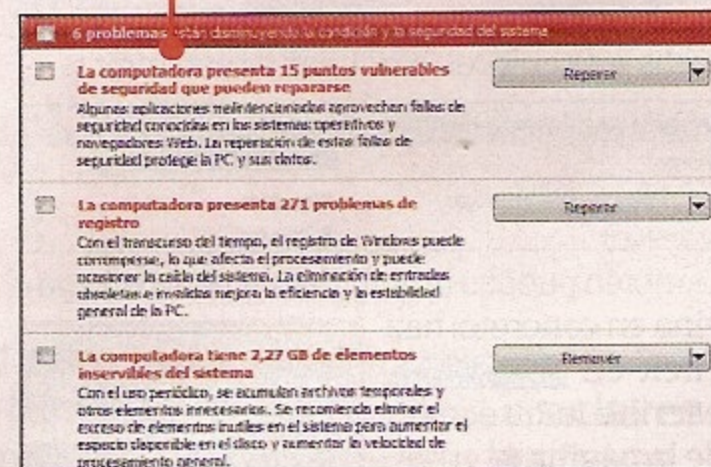 6 problemas están disminuyendo la condición y la seguridad del sistema
La computadora presenta 15 puntos vulnerables
de seguridad que pueden repararse
Reparar
Algunas aplicaciones malintencionadas aprovechan fallas de
seguridad conocidas en los sistemas operativos y
navegadores Web. La reparación de estas fallas de
seguridad protege la PC y sus datos.
La computadora presenta 271 problemas de
registro
Reparar
Con el transcurso del tiempo, el registro de Windows puede
corromperse, lo que afecta el procesamiento y puede
ocasionar la caída del sistema. La eliminación de entradas
obsoletas e inválidas mejora la eficiencia y la estabilidad
general de la PC.
La computadora tiene 2,27 GB de elementos
inservibles del sistema
Remover
Con el uso periódico, se acumulan archivos temporales y
otros elementos innecesarios. Se recomienda eliminar el
exceso de elementos inútiles en el sistema para aumentar el
espacio disponible en el disco y aumentar la velocidad de
procesamiento general.